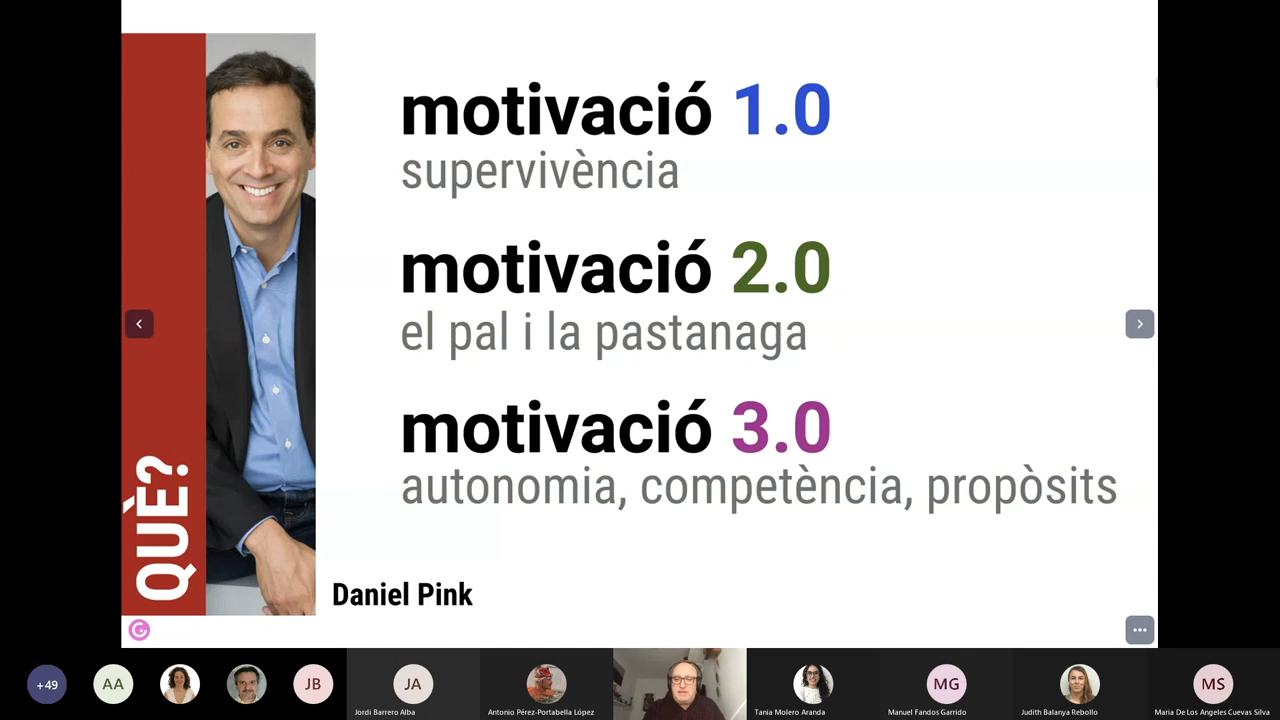 motivació 1.0
supervivència
motivació 2.0
el pal i la pastanaga
motivació 3.0
autonomia, competència, propòsits
QUÈ?
Daniel Pink
+49
AA
JB
JA
Jordi Barrero Alba
Antonio Pérez-Portabella López
Tania Molero Aranda
MG
Manuel Fandos Garrido
Judith Balanya Rebollo
MS
Maria De Los Angeles Cuevas Silva